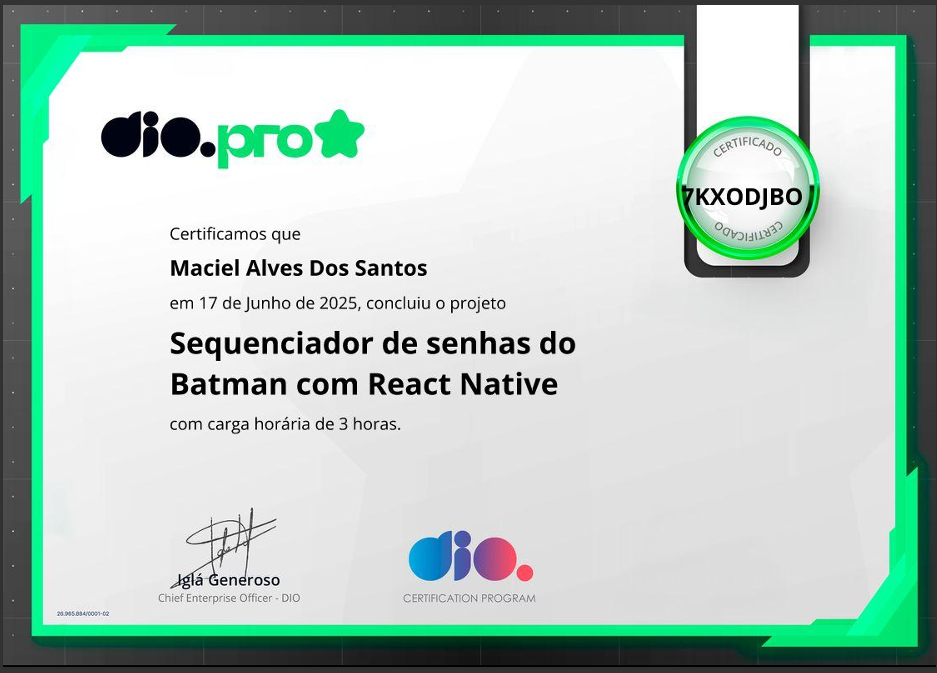 dio.pro
CERTIFICADO
7KXODJBO
CERTIFICADO
Certificamos que
Maciel Alves Dos Santos
em 17 de Junho de 2025, concluiu o projeto
Sequenciador de senhas do
Batman com React Native
com carga horária de 3 horas.
Iglá Generoso
Chief Enterprise Officer - DIO
dio.
CERTIFICATION PROGRAM
26.965.884/0001-02